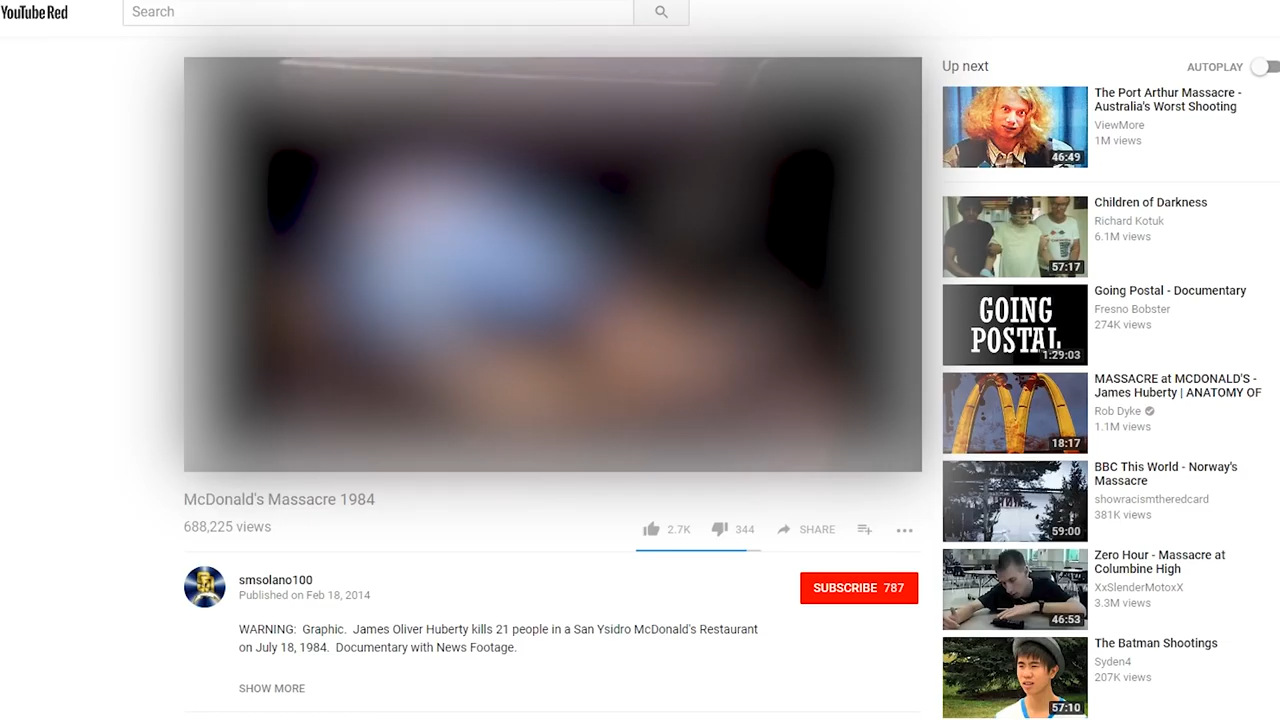 YouTube Red
Search
Up next
AUTOPLAY
The Port Arthur Massacre -
Australia's Worst Shooting
ViewMore
1M views
46:49
Children of Darkness
Richard Kotuk
6.1M views
57:17
Going Postal - Documentary
Fresno Bobster
274K views
GOING
POSTAL
1:29:03
MASSACRE at MCDONALD'S -
James Huberty | ANATOMY OF
Rob Dyke
1.1M views
18:17
BBC This World - Norway's
Massacre
showracismtheredcard
381K views
59:00
Zero Hour - Massacre at
Columbine High
XxSlenderMotoxX
3.3M views
46:53
The Batman Shootings
Syden4
207K views
57:10
McDonald's Massacre 1984
688,225 views
2.7K 344 SHARE
smsolano100
Published on Feb 18, 2014
SUBSCRIBE 787
WARNING: Graphic. James Oliver Huberty kills 21 people in a San Ysidro McDonald's Restaurant
on July 18, 1984. Documentary with News Footage.
SHOW MORE